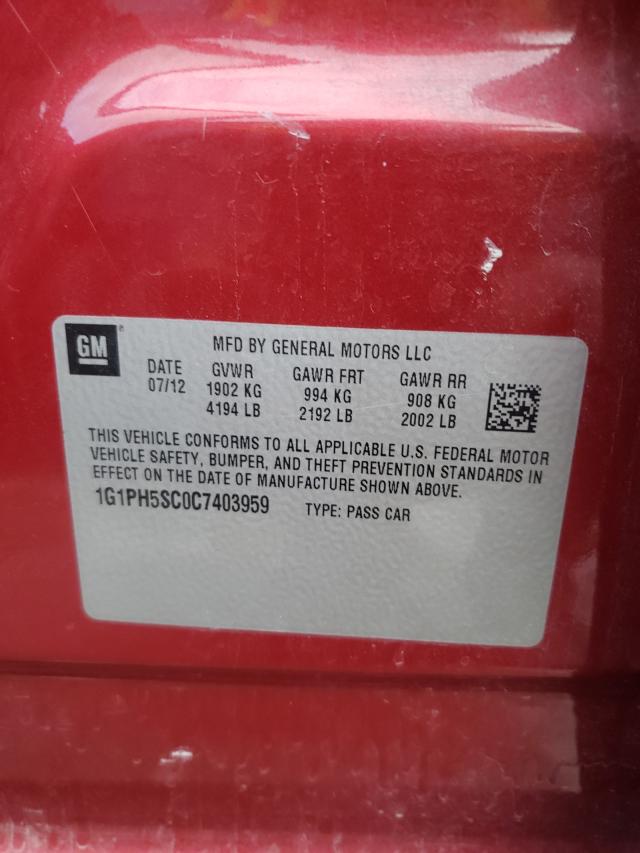 GM
MFD BY GENERAL MOTORS LLC
DATE GVWR GAWR FRT GAWR RR
07/12 1902 KG 994 KG 908 KG
4194 LB 2192 LB 2002 LB
THIS VEHICLE CONFORMS TO ALL APPLICABLE U.S. FEDERAL MOTOR
VEHICLE SAFETY, BUMPER, AND THEFT PREVENTION STANDARDS IN
EFFECT ON THE DATE OF MANUFACTURE SHOWN ABOVE.
1G1PH5SC0C7403959 TYPE: PASS CAR